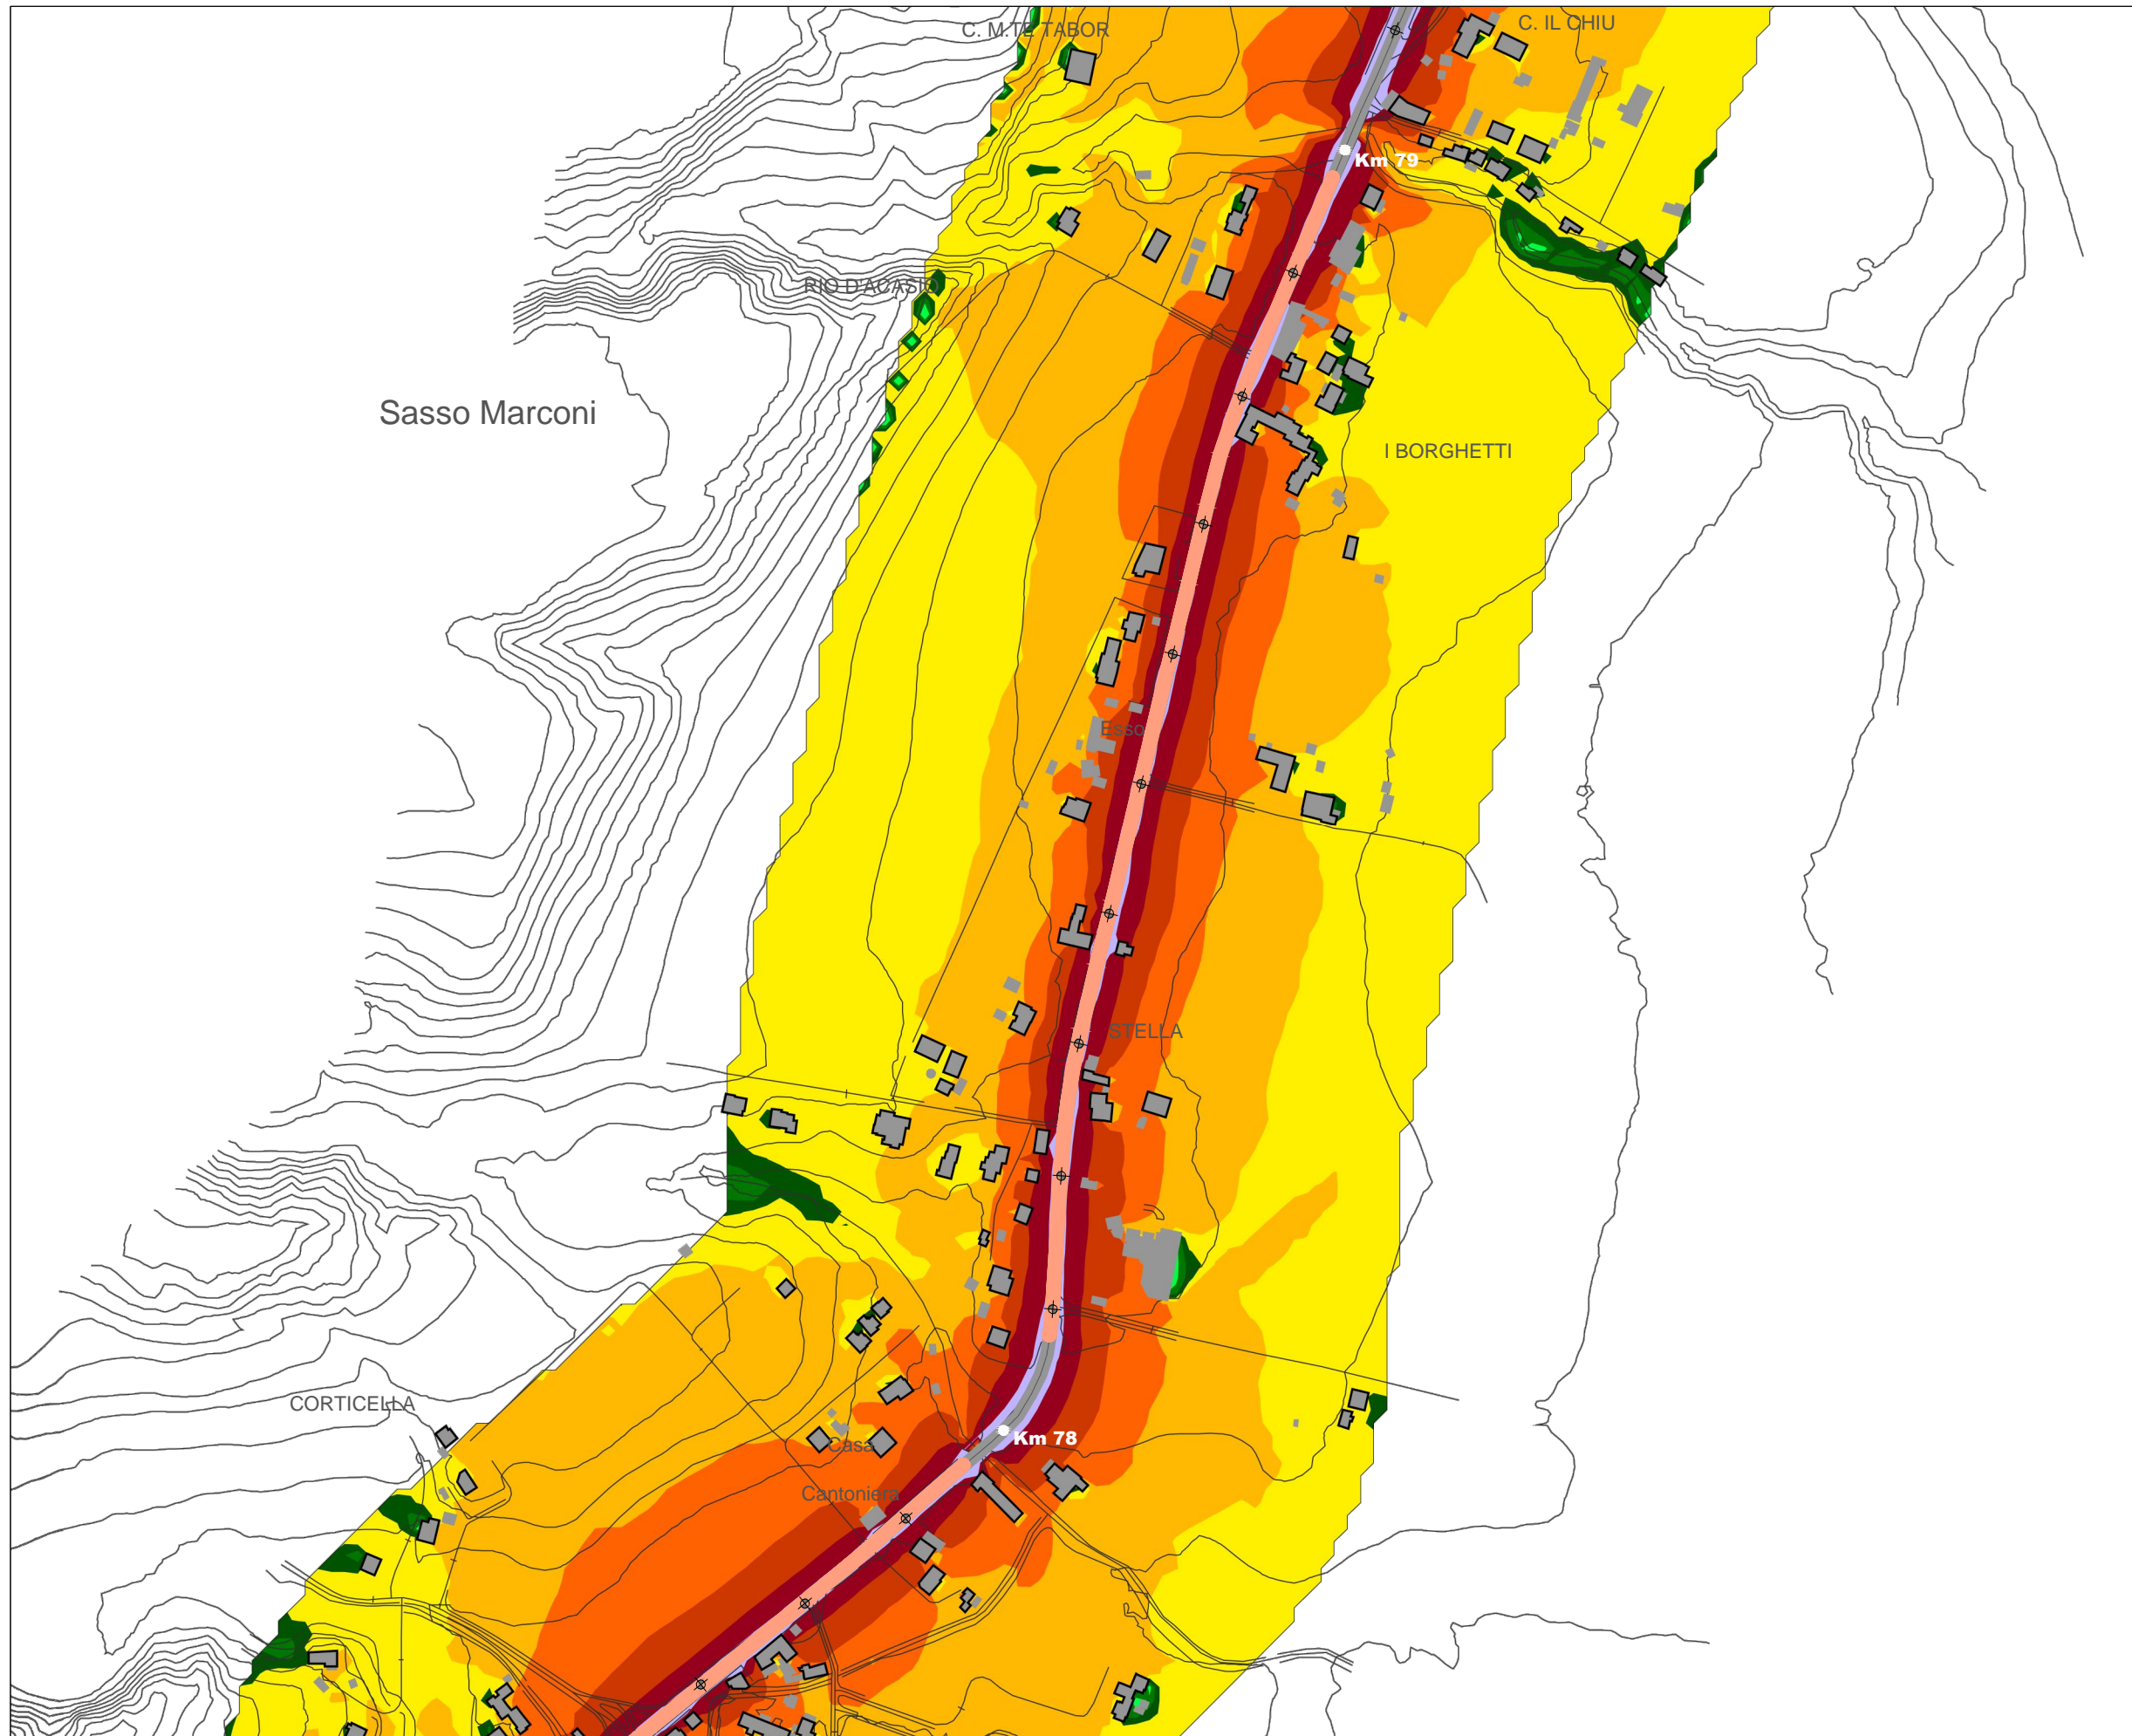 C. M.TE TABOR
C. IL CHIU
Km 79
RIO D'ACASIO
Sasso Marconi
I BORGHETTI
Esso
STELLA
CORTICELLA
Km 78
Casa
Cantoniera